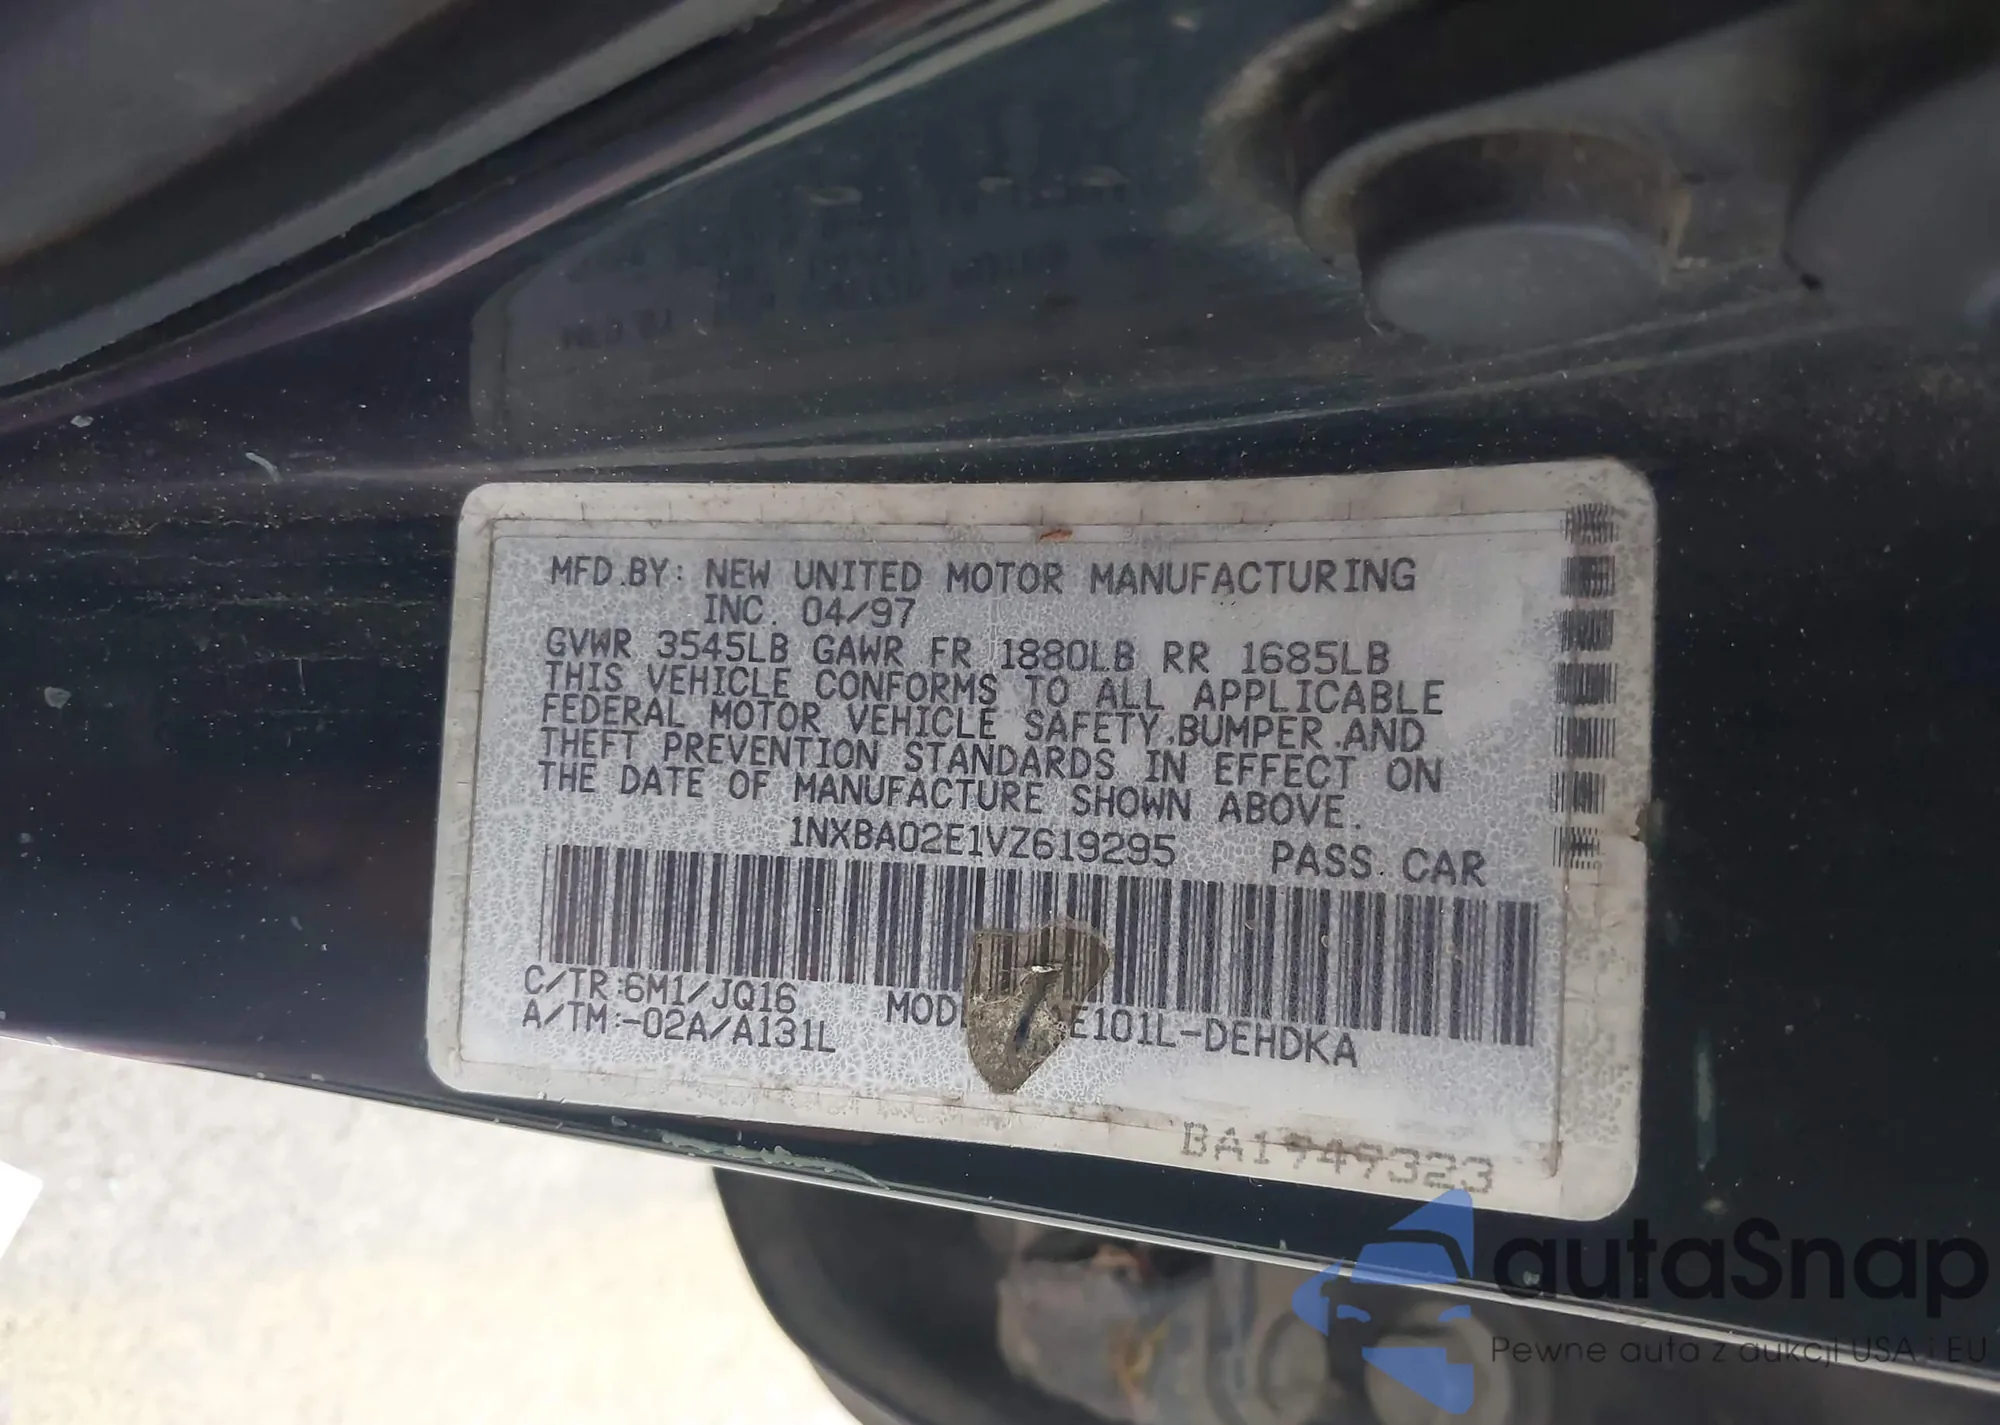 MFD.BY: NEW UNITED MOTOR MANUFACTURING
INC. 04/97
GVWR 3545LB GAWR FR 1880LB RR 1685LB
THIS VEHICLE CONFORMS TO ALL APPLICABLE
FEDERAL MOTOR VEHICLE SAFETY,BUMPER,AND
THEFT PREVENTION STANDARDS IN EFFECT ON
THE DATE OF MANUFACTURE SHOWN ABOVE.
1NXBA02E1VZ619295 PASS. CAR
C/TR:6M1/JQ16
A/TM:-02A/A131L
E101L-DEHDKA
BA1949323
autaSnap
Pewne auta z aukcji USA i EU